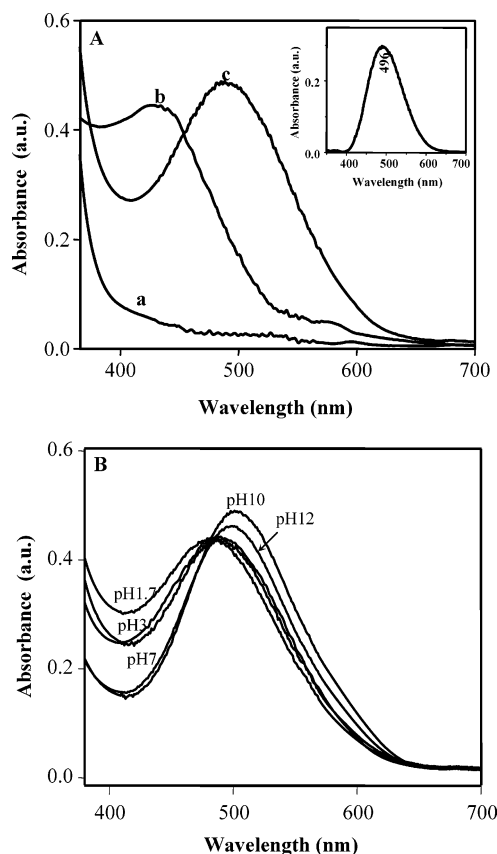 A
0.6
0.4
0.2
0.0
Absorbance (a.u.)
a
b
c
400
500
600
700
Wavelength (nm)
0.2
0.0
Absorbance (a.u.)
496
400
500
600
700
Wavelength (nm)
B
0.6
0.4
0.2
0.0
Absorbance (a.u.)
pH10
pH12
pH1.7
pH3
pH7
400
500
600
700
Wavelength (nm)